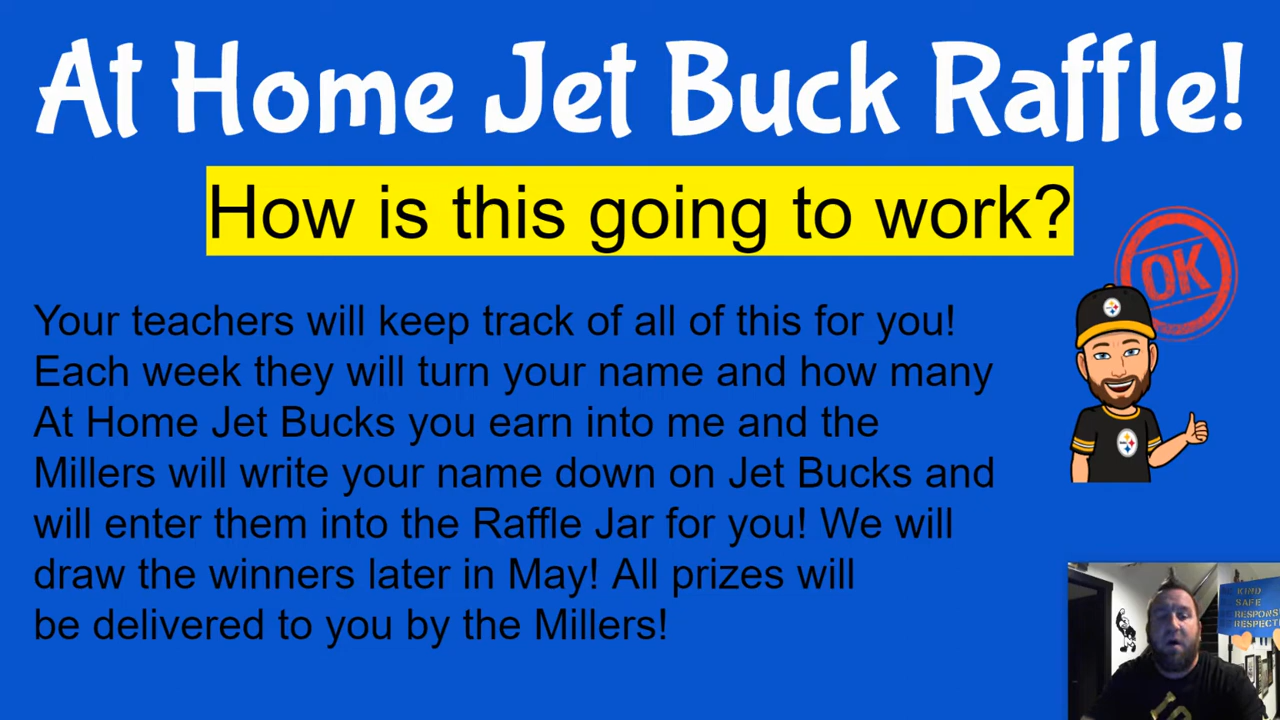 At Home Jet Buck Raffle!
How is this going to work?
OK
Your teachers will keep track of all of this for you!
Each week they will turn your name and how many
At Home Jet Bucks you earn into me and the
Millers will write your name down on Jet Bucks and
will enter them into the Raffle Jar for you! We will
draw the winners later in May! All prizes will
be delivered to you by the Millers!
KIND
SAFE